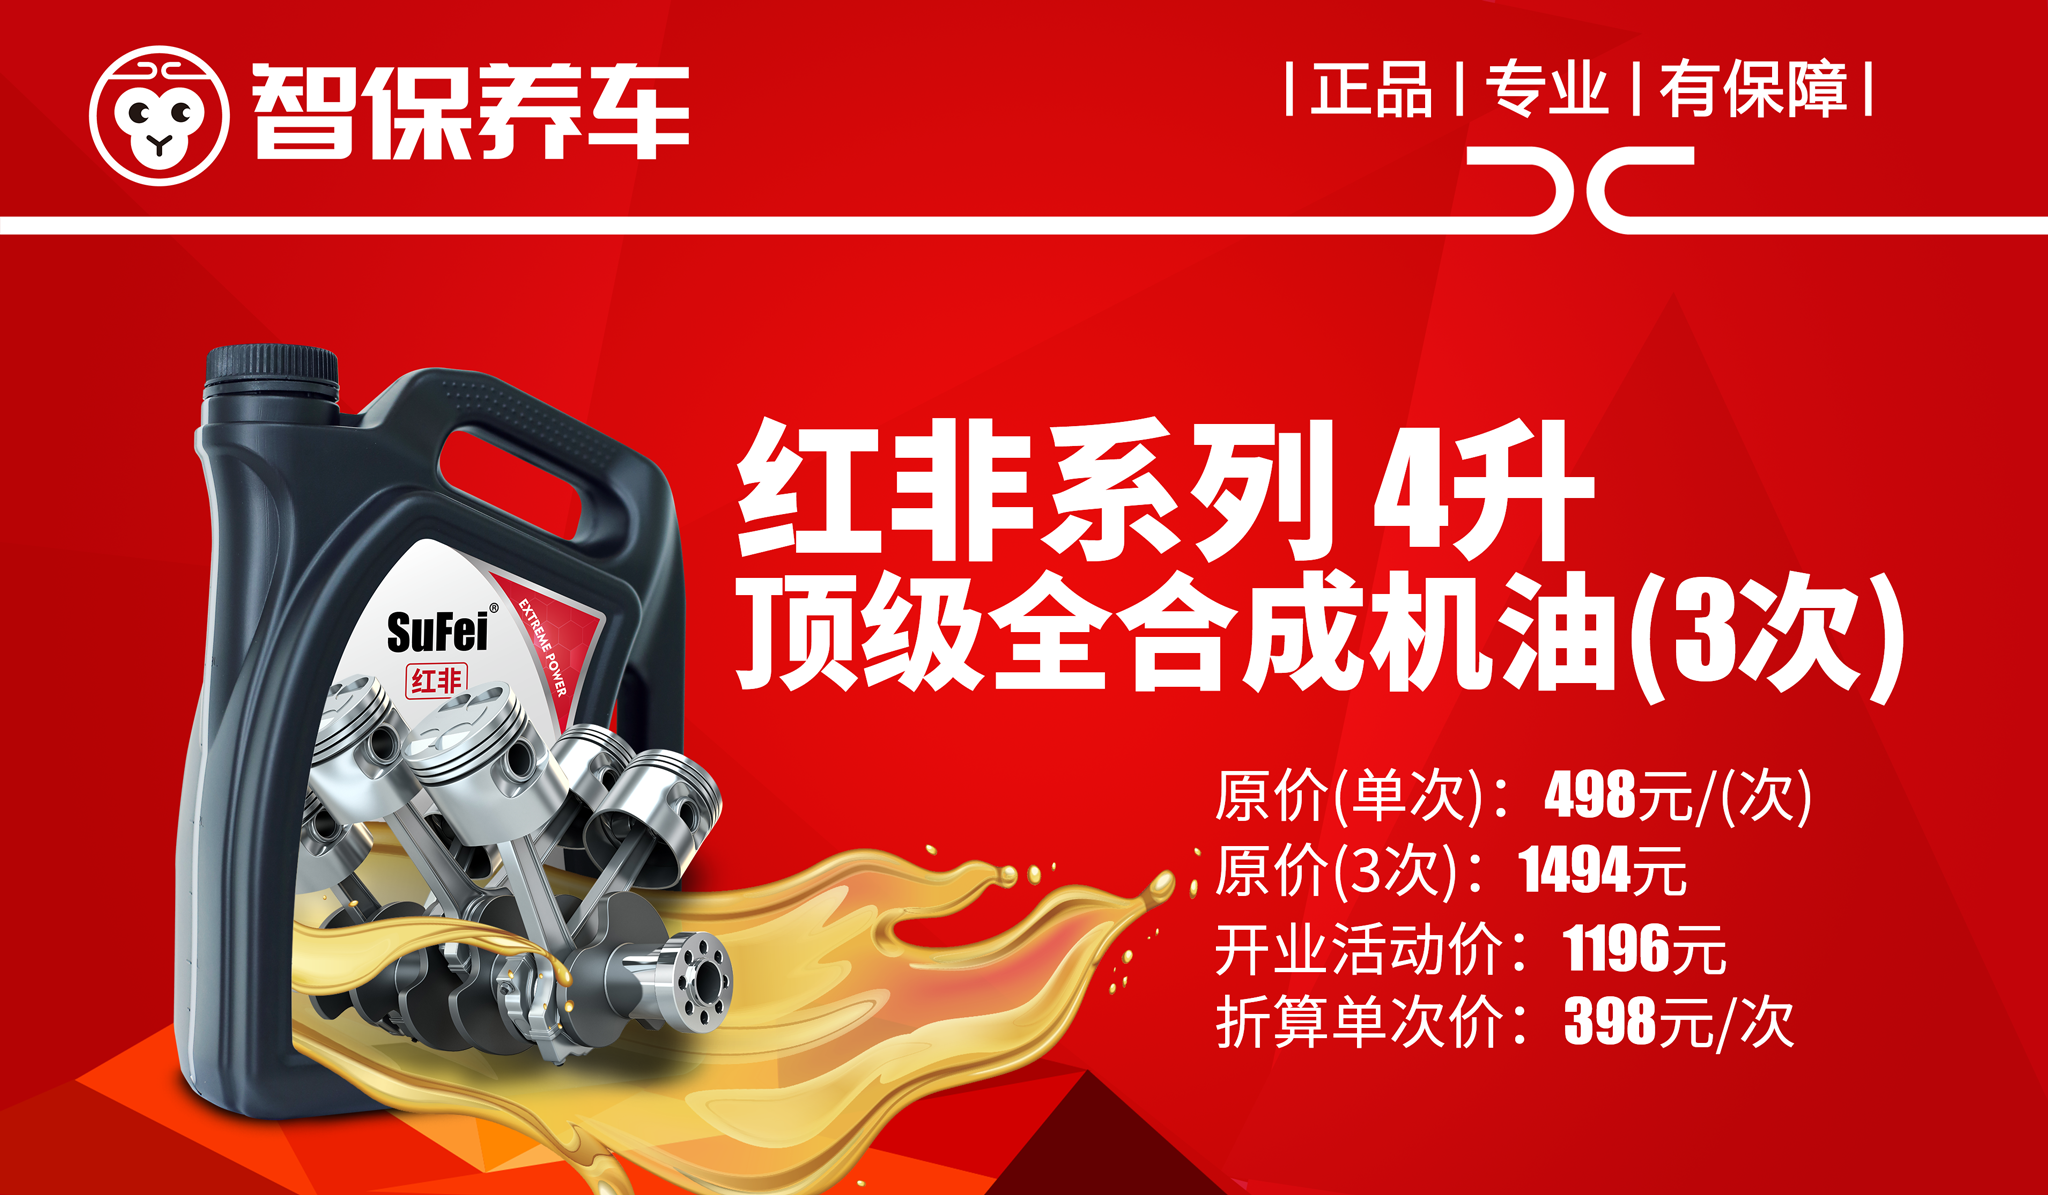 智保养车
| 正品 | 专业 | 有保障 |
SuFei®
红非
EXTREME POWER
红非系列 4升
顶级全合成机油(3次)
原价(单次)：498元/(次)
原价(3次)：1494元
开业活动价：1196元
折算单次价：398元/次